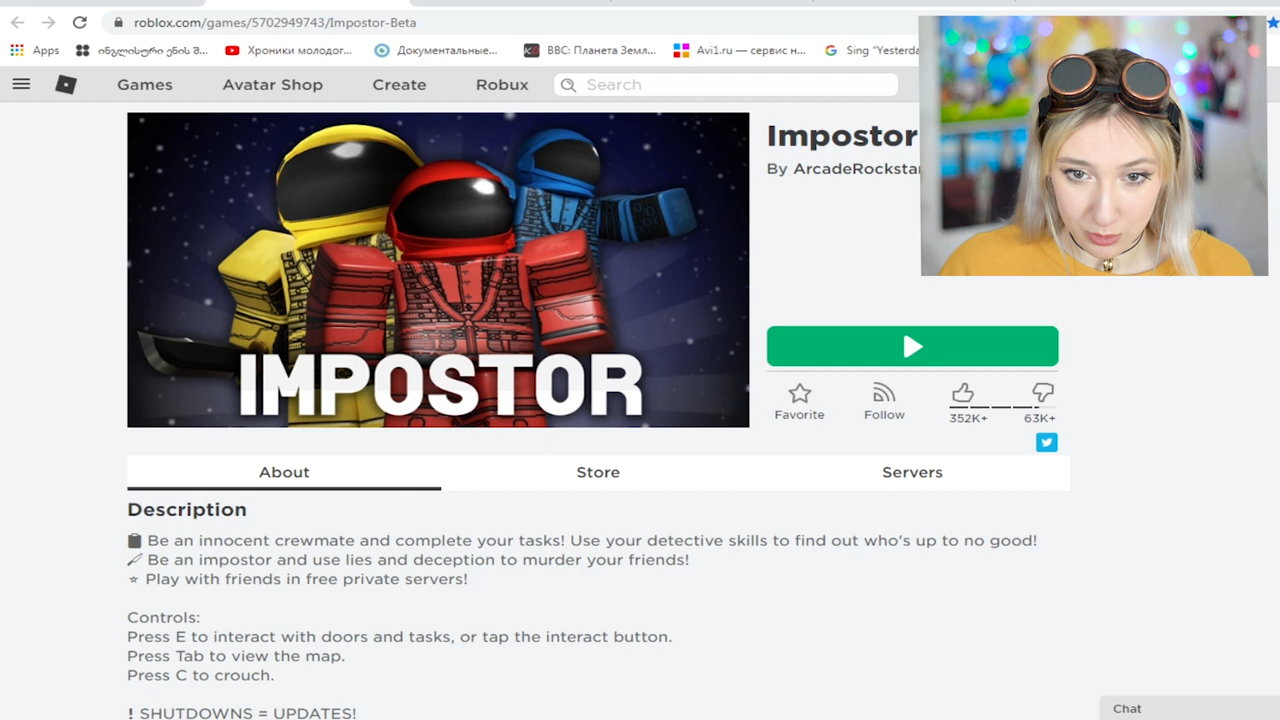 roblox.com/games/5702949743/Impostor-Beta
Apps
ინგლისური ენის შ...
Хроники молодог...
Документальные...
BBC: Планета Земл...
Avi1.ru — сервис н...
Sing "Yesterda
Games
Avatar Shop
Create
Robux
Search
Impostor
By ArcadeRockstar
IMPOSTOR
Favorite
Follow
352K+
63K+
About
Store
Servers
Description
Be an innocent crewmate and complete your tasks! Use your detective skills to find out who's up to no good!
Be an impostor and use lies and deception to murder your friends!
Play with friends in free private servers!
Controls:
Press E to interact with doors and tasks, or tap the interact button.
Press Tab to view the map.
Press C to crouch.
! SHUTDOWNS = UPDATES!
Chat